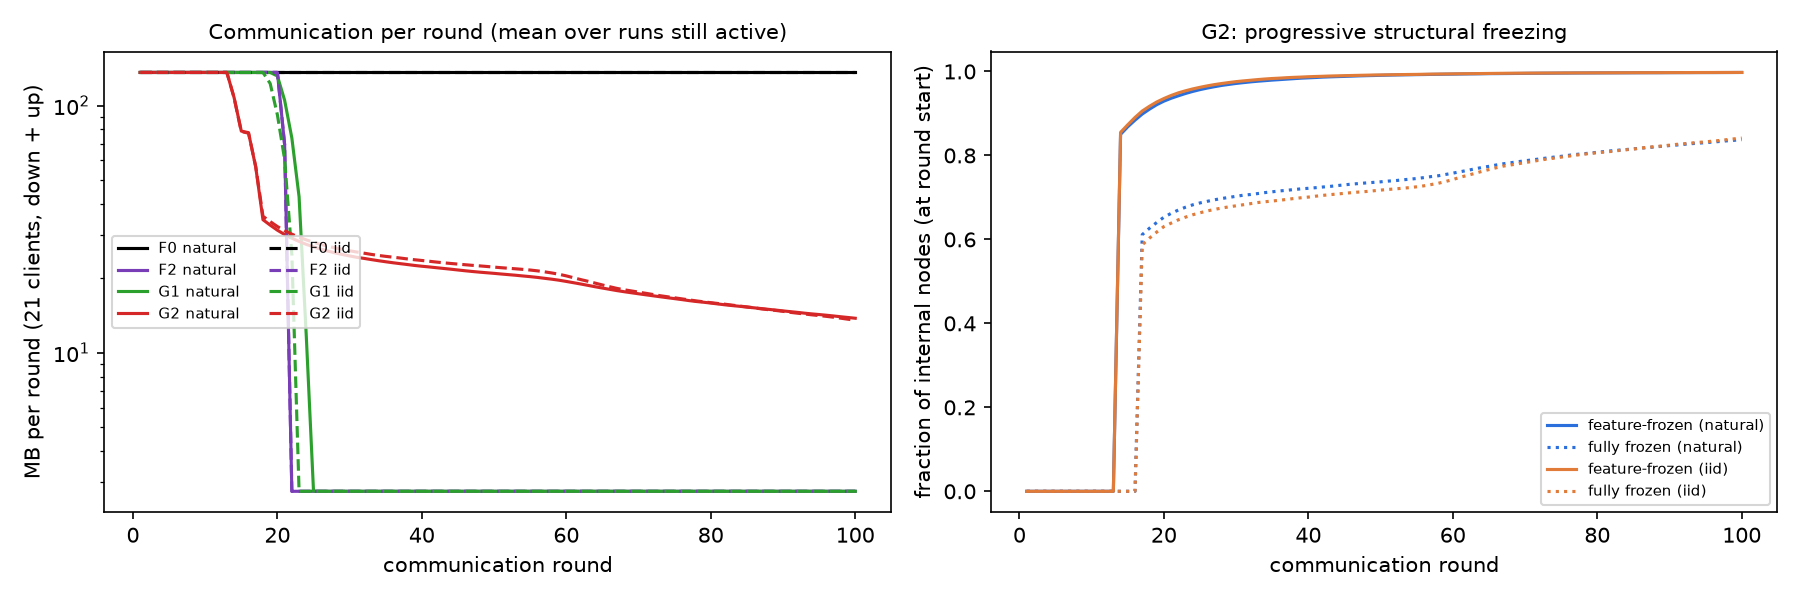 Communication per round (mean over runs still active)
MB per round (21 clients, down + up)
10²
10¹
F0 natural
F2 natural
G1 natural
G2 natural
F0 iid
F2 iid
G1 iid
G2 iid
0 20 40 60 80 100
communication round
G2: progressive structural freezing
fraction of internal nodes (at round start)
1.0
0.8
0.6
0.4
0.2
0.0
feature-frozen (natural)
fully frozen (natural)
feature-frozen (iid)
fully frozen (iid)
0 20 40 60 80 100
communication round